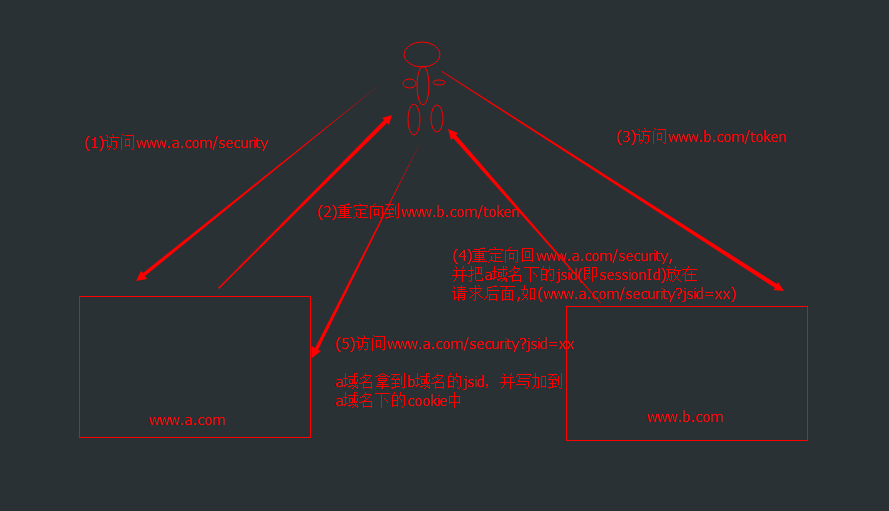 (1)访问www.a.com/security
(3)访问www.b.com/token
(2)重定向到www.b.com/token
(4)重定向回www.a.com/security,
并把a域名下的jsid(即sessionId)放在
请求后面,如(www.a.com/security?jsid=xx)
(5)访问www.a.com/security?jsid=xx
a域名拿到b域名的jsid. 并写加到
a域名下的cookie中
www.a.com
www.b.com